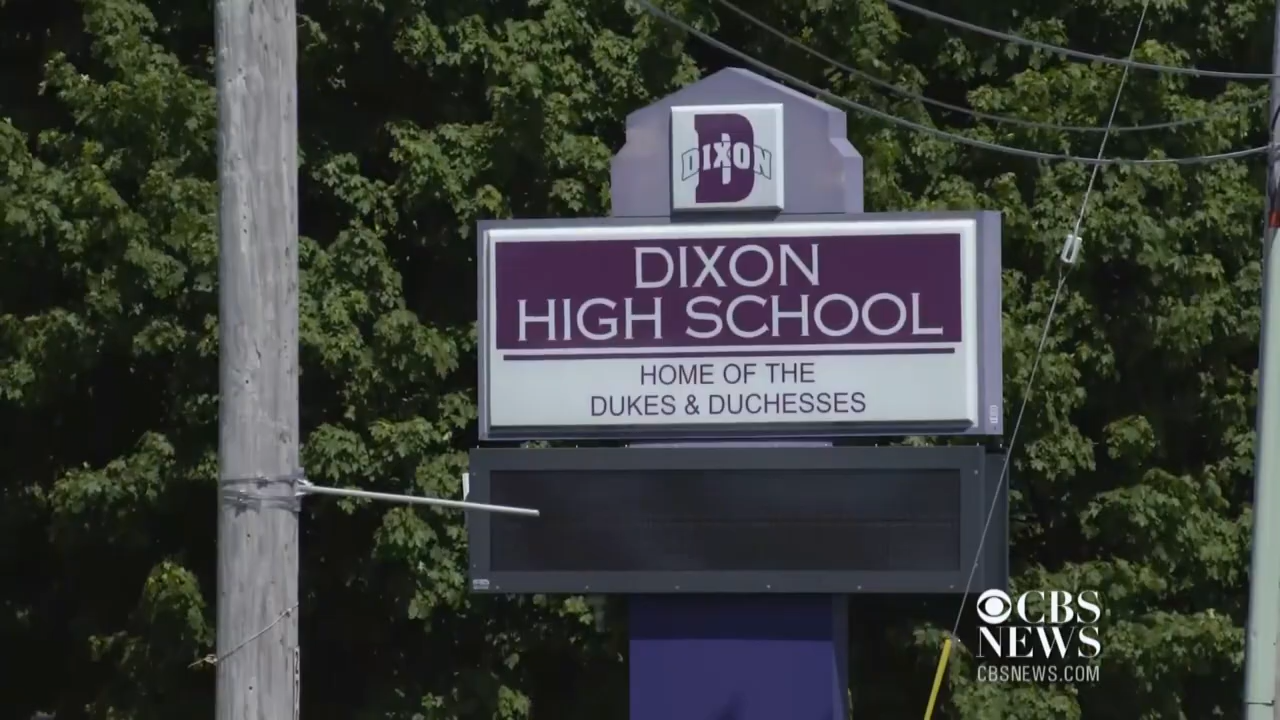 D
DIXON
DIXON
HIGH SCHOOL
HOME OF THE
DUKES & DUCHESSES
CBS
NEWS
CBSNEWS.COM